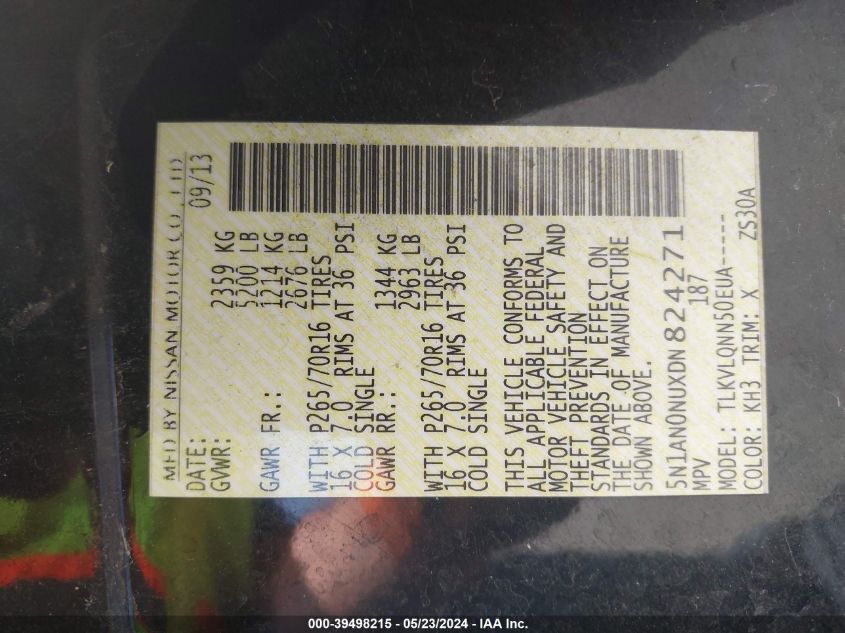 MFD BY NISSAN MOTOR CO., LTD
DATE: 09/13
GVWR: 2359 KG
5200 LB
GAWR FR.: 1214 KG
2676 LB
WITH P265/70R16 TIRES
16 X 7.0 RIMS AT 36 PSI
COLD SINGLE
GAWR RR.: 1344 KG
2963 LB
WITH P265/70R16 TIRES
16 X 7.0 RIMS AT 36 PSI
COLD SINGLE
THIS VEHICLE CONFORMS TO
ALL APPLICABLE FEDERAL
MOTOR VEHICLE SAFETY AND
THEFT PREVENTION
STANDARDS IN EFFECT ON
THE DATE OF MANUFACTURE
SHOWN ABOVE.
5N1AN0NUXDN824271
MPV 187
MODEL: TLKVLQNN5OEUA-----
COLOR: KH3 TRIM: X ZS30A
000-39498215 - 05/23/2024 - IAA Inc.